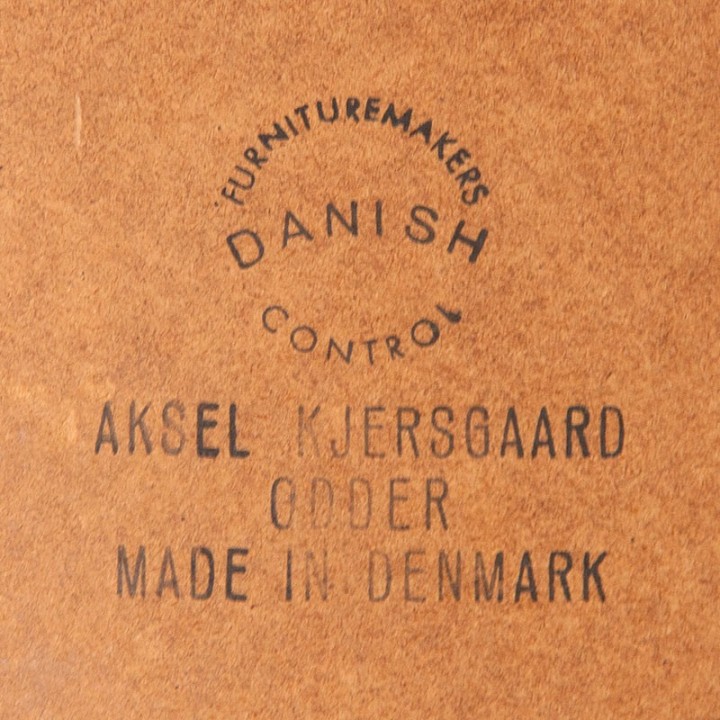 FURNITUREMAKERS
DANISH
CONTROL
AKSEL KJERSGAARD
ODDER
MADE IN DENMARK